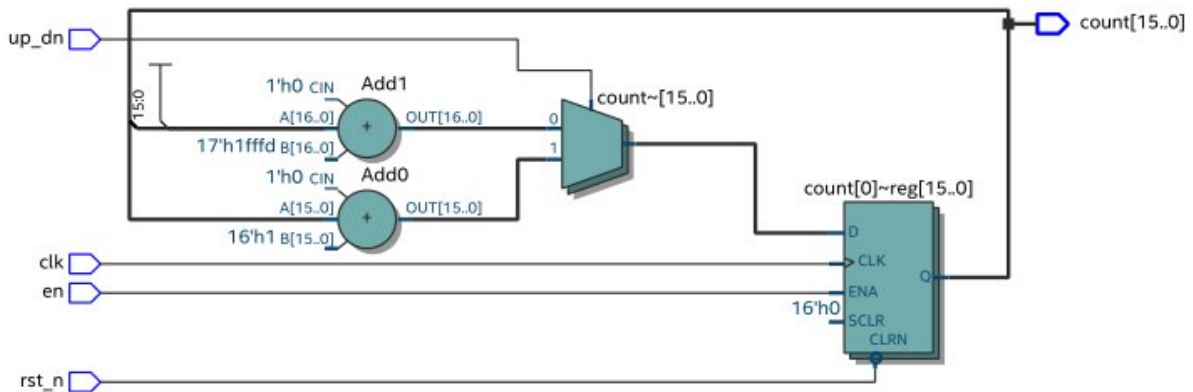 up_dn
count[15..0]
15:0
1'h0 CIN
Add1
A[16..0]
OUT[16..0]
17'h1fffd B[16..0]
+
count~[15..0]
0
1
1'h0 CIN
Add0
A[15..0]
OUT[15..0]
16'h1 B[15..0]
+
count[0]~reg[15..0]
D
clk
CLK
Q
en
ENA
16'h0
SCLR
CLRN
rst_n